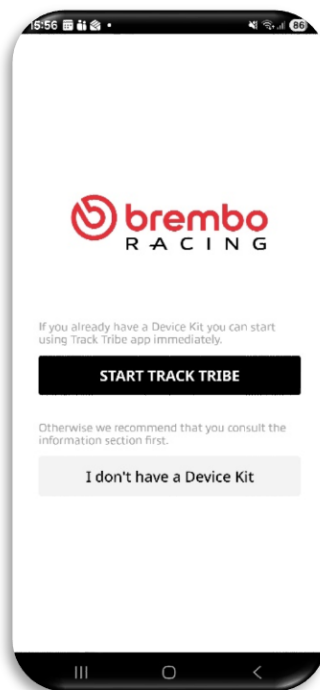 15:56
86
brembo
RACING
If you already have a Device Kit you can start
using Track Tribe app immediately.
START TRACK TRIBE
Otherwise we recommend that you consult the
information section first.
I don't have a Device Kit